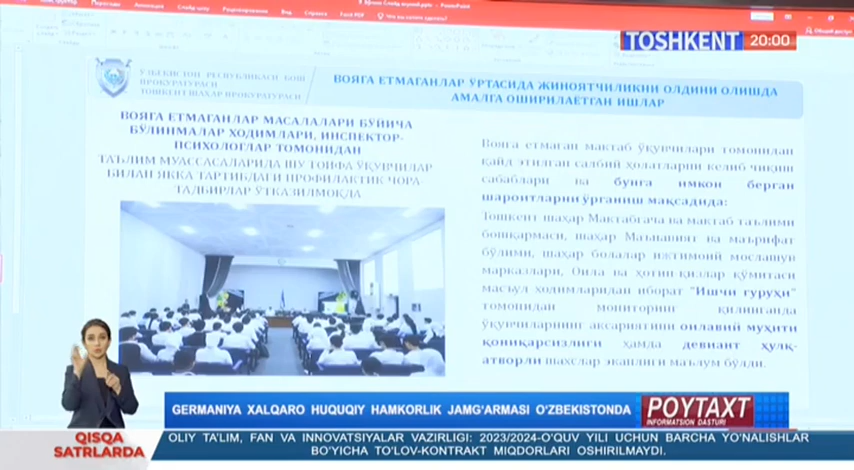 TOSHKENT 20:00
ЎЗБЕКИСТОН РЕСПУБЛИКАСИ БОШ
ПРОКУРАТУРАСИ
ТОШКЕНТ ШАҲАР ПРОКУРАТУРАСИ
ВОЯГА ЕТМАГАНЛАР ЎРТАСИДА ЖИНОЯТЧИЛИКНИ ОЛДИНИ ОЛИШДА
АМАЛГА ОШИРИЛАЁТГАН ИШЛАР
ВОЯГА ЕТМАГАНЛАР МАСАЛАЛАРИ БЎЙИЧА
БЎЛИНМАЛАР ХОДИМЛАРИ, ИНСПЕКТОР-
ПСИХОЛОГЛАР ТОМОНИДАН
ТАЪЛИМ МУАССАСАЛАРИДА ШУ ТОИФА ЎҚУВЧИЛАР
БИЛАН ЯККА ТАРТИБДАГИ ПРОФИЛАКТИК ЧОРА-
ТАДБИРЛАР ЎТКАЗИЛМОҚДА
Вояга етмаган мактаб ўқувчилари томонидан
қайд этилган салбий ҳолатларни келиб чиқиш
сабаблари ва бунга имкон берган
шароитларни ўрганиш мақсадида:
Тошкент шаҳар Мактабгача ва мактаб таълими
бошқармаси, шаҳар Маънавият ва маърифат
бўлими, шаҳар болалар ижтимоий мослашуви
марказлари, Оила ва хотин-қизлар қўмитаси
масъул ходимларидан иборат "Ишчи гуруҳи"
томонидан мониторинг қилинганда
ўқувчиларнинг аксариятини оилавий муҳити
қониқарсизлиги ҳамда девиант хулқ-
атворли шахслар эканлиги маълум бўлди.
GERMANIYA XALQARO HUQUQIY HAMKORLIK JAMG'ARMASI O'ZBEKISTONDA
POYTAXT
INFORMATSION DASTURI
QISQA
SATRLARDA
OLIY TA'LIM, FAN VA INNOVATSIYALAR VAZIRLIGI: 2023/2024-O'QUV YILI UCHUN BARCHA YO'NALISHLAR
BO'YICHA TO'LOV-KONTRAKT MIQDORLARI OSHIRILMAYDI.